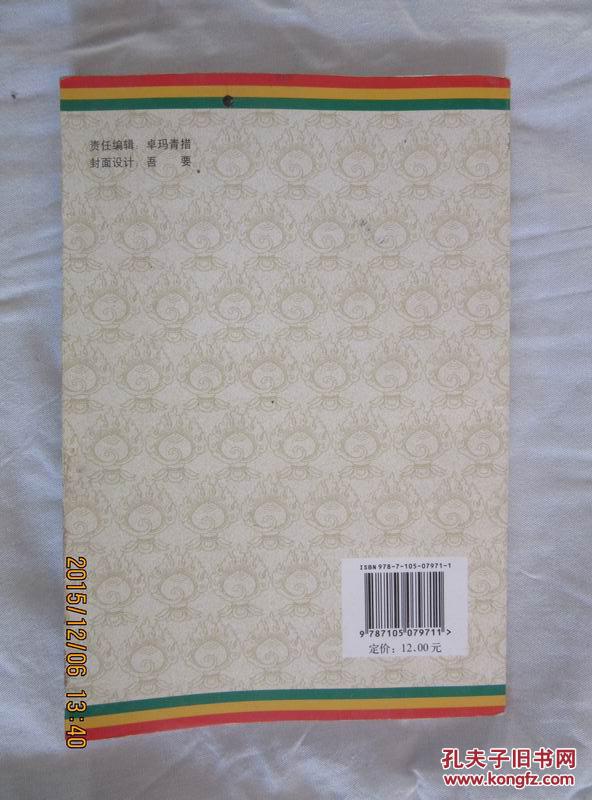 责任编辑：卓玛青措
封面设计：吾 要
ISBN 978-7-105-07971-1
9 787105 079711 >
定价：12.00 元
2015/12/06 13:40
孔夫子旧书网
www.kongfz.com